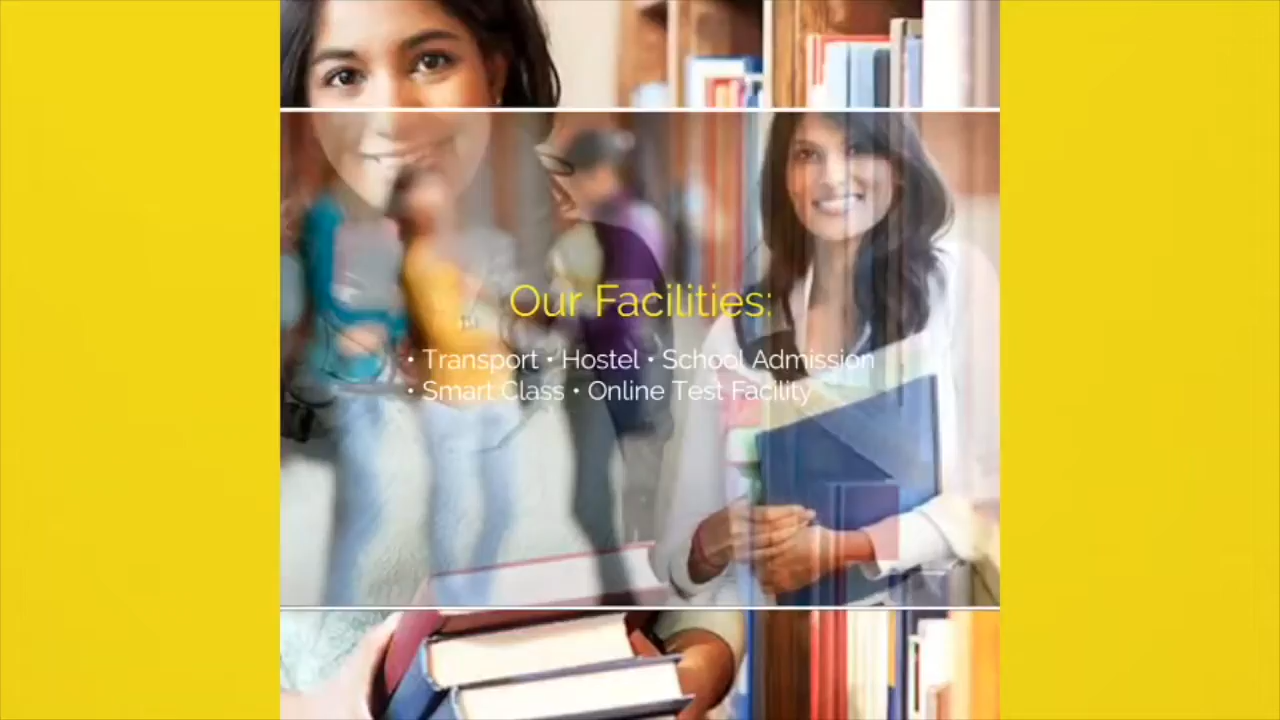 Our Facilities:
• Transport • Hostel • School Admission
• Smart Class • Online Test Facility